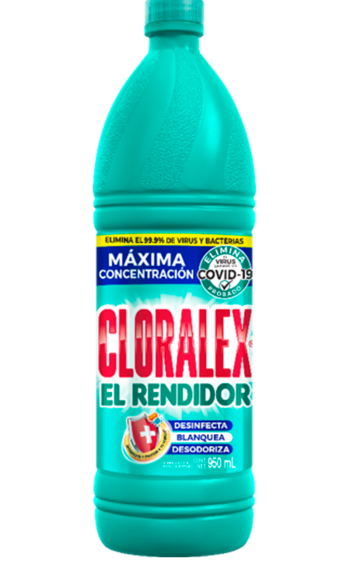 ELIMINA EL 99.9% DE VIRUS Y BACTERIAS
MÁXIMA
CONCENTRACIÓN
ELIMINA
VIRUS
COVID-19
PROBADO
CLORALEX
EL RENDIDOR
DESINFECTA
BLANQUEA
DESODORIZA
950 mL